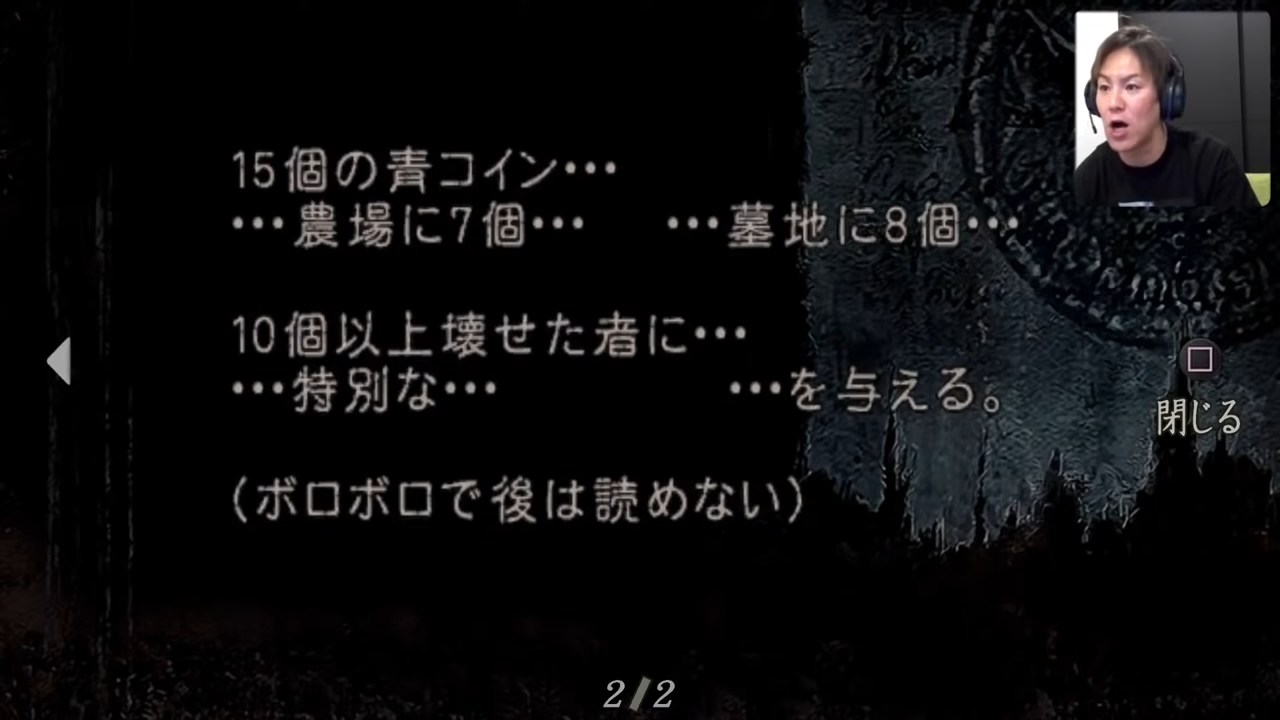 15個の青コイン…
…農場に7個…　　…墓地に8個…
10個以上壊せた者に…
…特別な…　　　　　…を与える。
(ボロボロで後は読めない)
閉じる
2/2